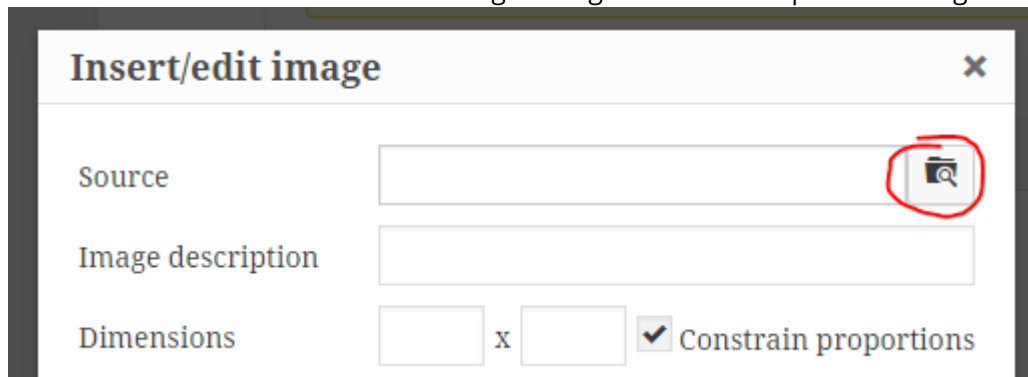 Insert/edit image ×
Source
Image description
Dimensions x Constrain proportions